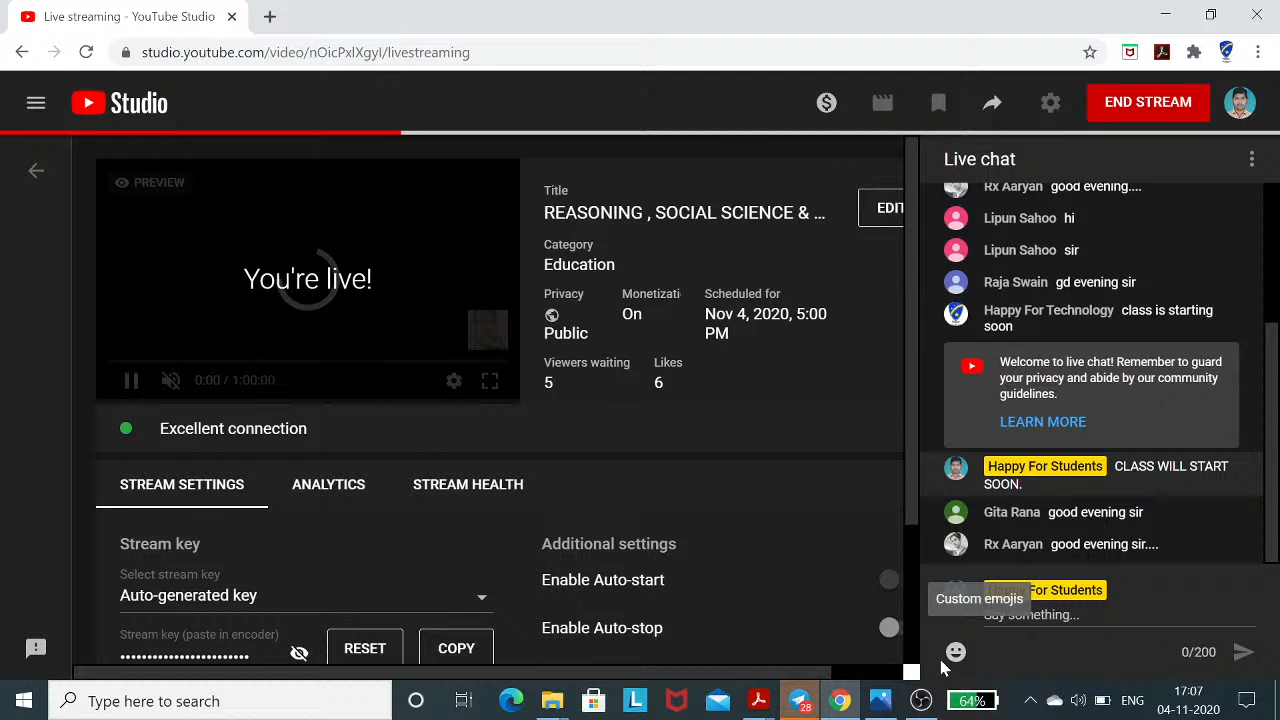 Live streaming - YouTube Studio
studio.youtube.com/video/nOicPxlXgyI/livestreaming
Studio
END STREAM
PREVIEW
You're live!
0:00 / 1:00:00
Title
REASONING , SOCIAL SCIENCE & ...
EDIT
Category
Education
Privacy
Monetizati
Scheduled for
Public
On
Nov 4, 2020, 5:00
PM
Viewers waiting
Likes
5
6
Excellent connection
STREAM SETTINGS
ANALYTICS
STREAM HEALTH
Stream key
Select stream key
Auto-generated key
Stream key (paste in encoder)
••••••••••••••••••••
RESET
COPY
Additional settings
Enable Auto-start
Enable Auto-stop
Live chat
Rx Aaryan good evening....
Lipun Sahoo hi
Lipun Sahoo sir
Raja Swain gd evening sir
Happy For Technology class is starting
soon
Welcome to live chat! Remember to guard
your privacy and abide by our community
guidelines.
LEARN MORE
Happy For Students CLASS WILL START
SOON.
Gita Rana good evening sir
Rx Aaryan good evening sir....
For Students
Custom emojis
Say something...
0/200
Type here to search
28
64%
ENG
17:07
04-11-2020